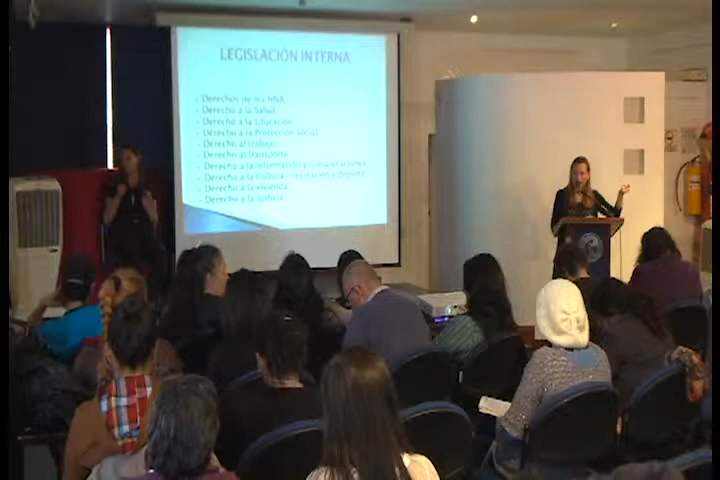 LEGISLACIÓN INTERNA
- Derechos de los NNA
- Derecho a la Salud
- Derecho a la Educación
- Derecho a la Protección social
- Derecho al trabajo
- Derecho al transporte
- Derecho a la información y comunicaciones
- Derecho a la Cultura - recreación y deporte
- Derecho a la vivienda
- Derecho a la Justicia